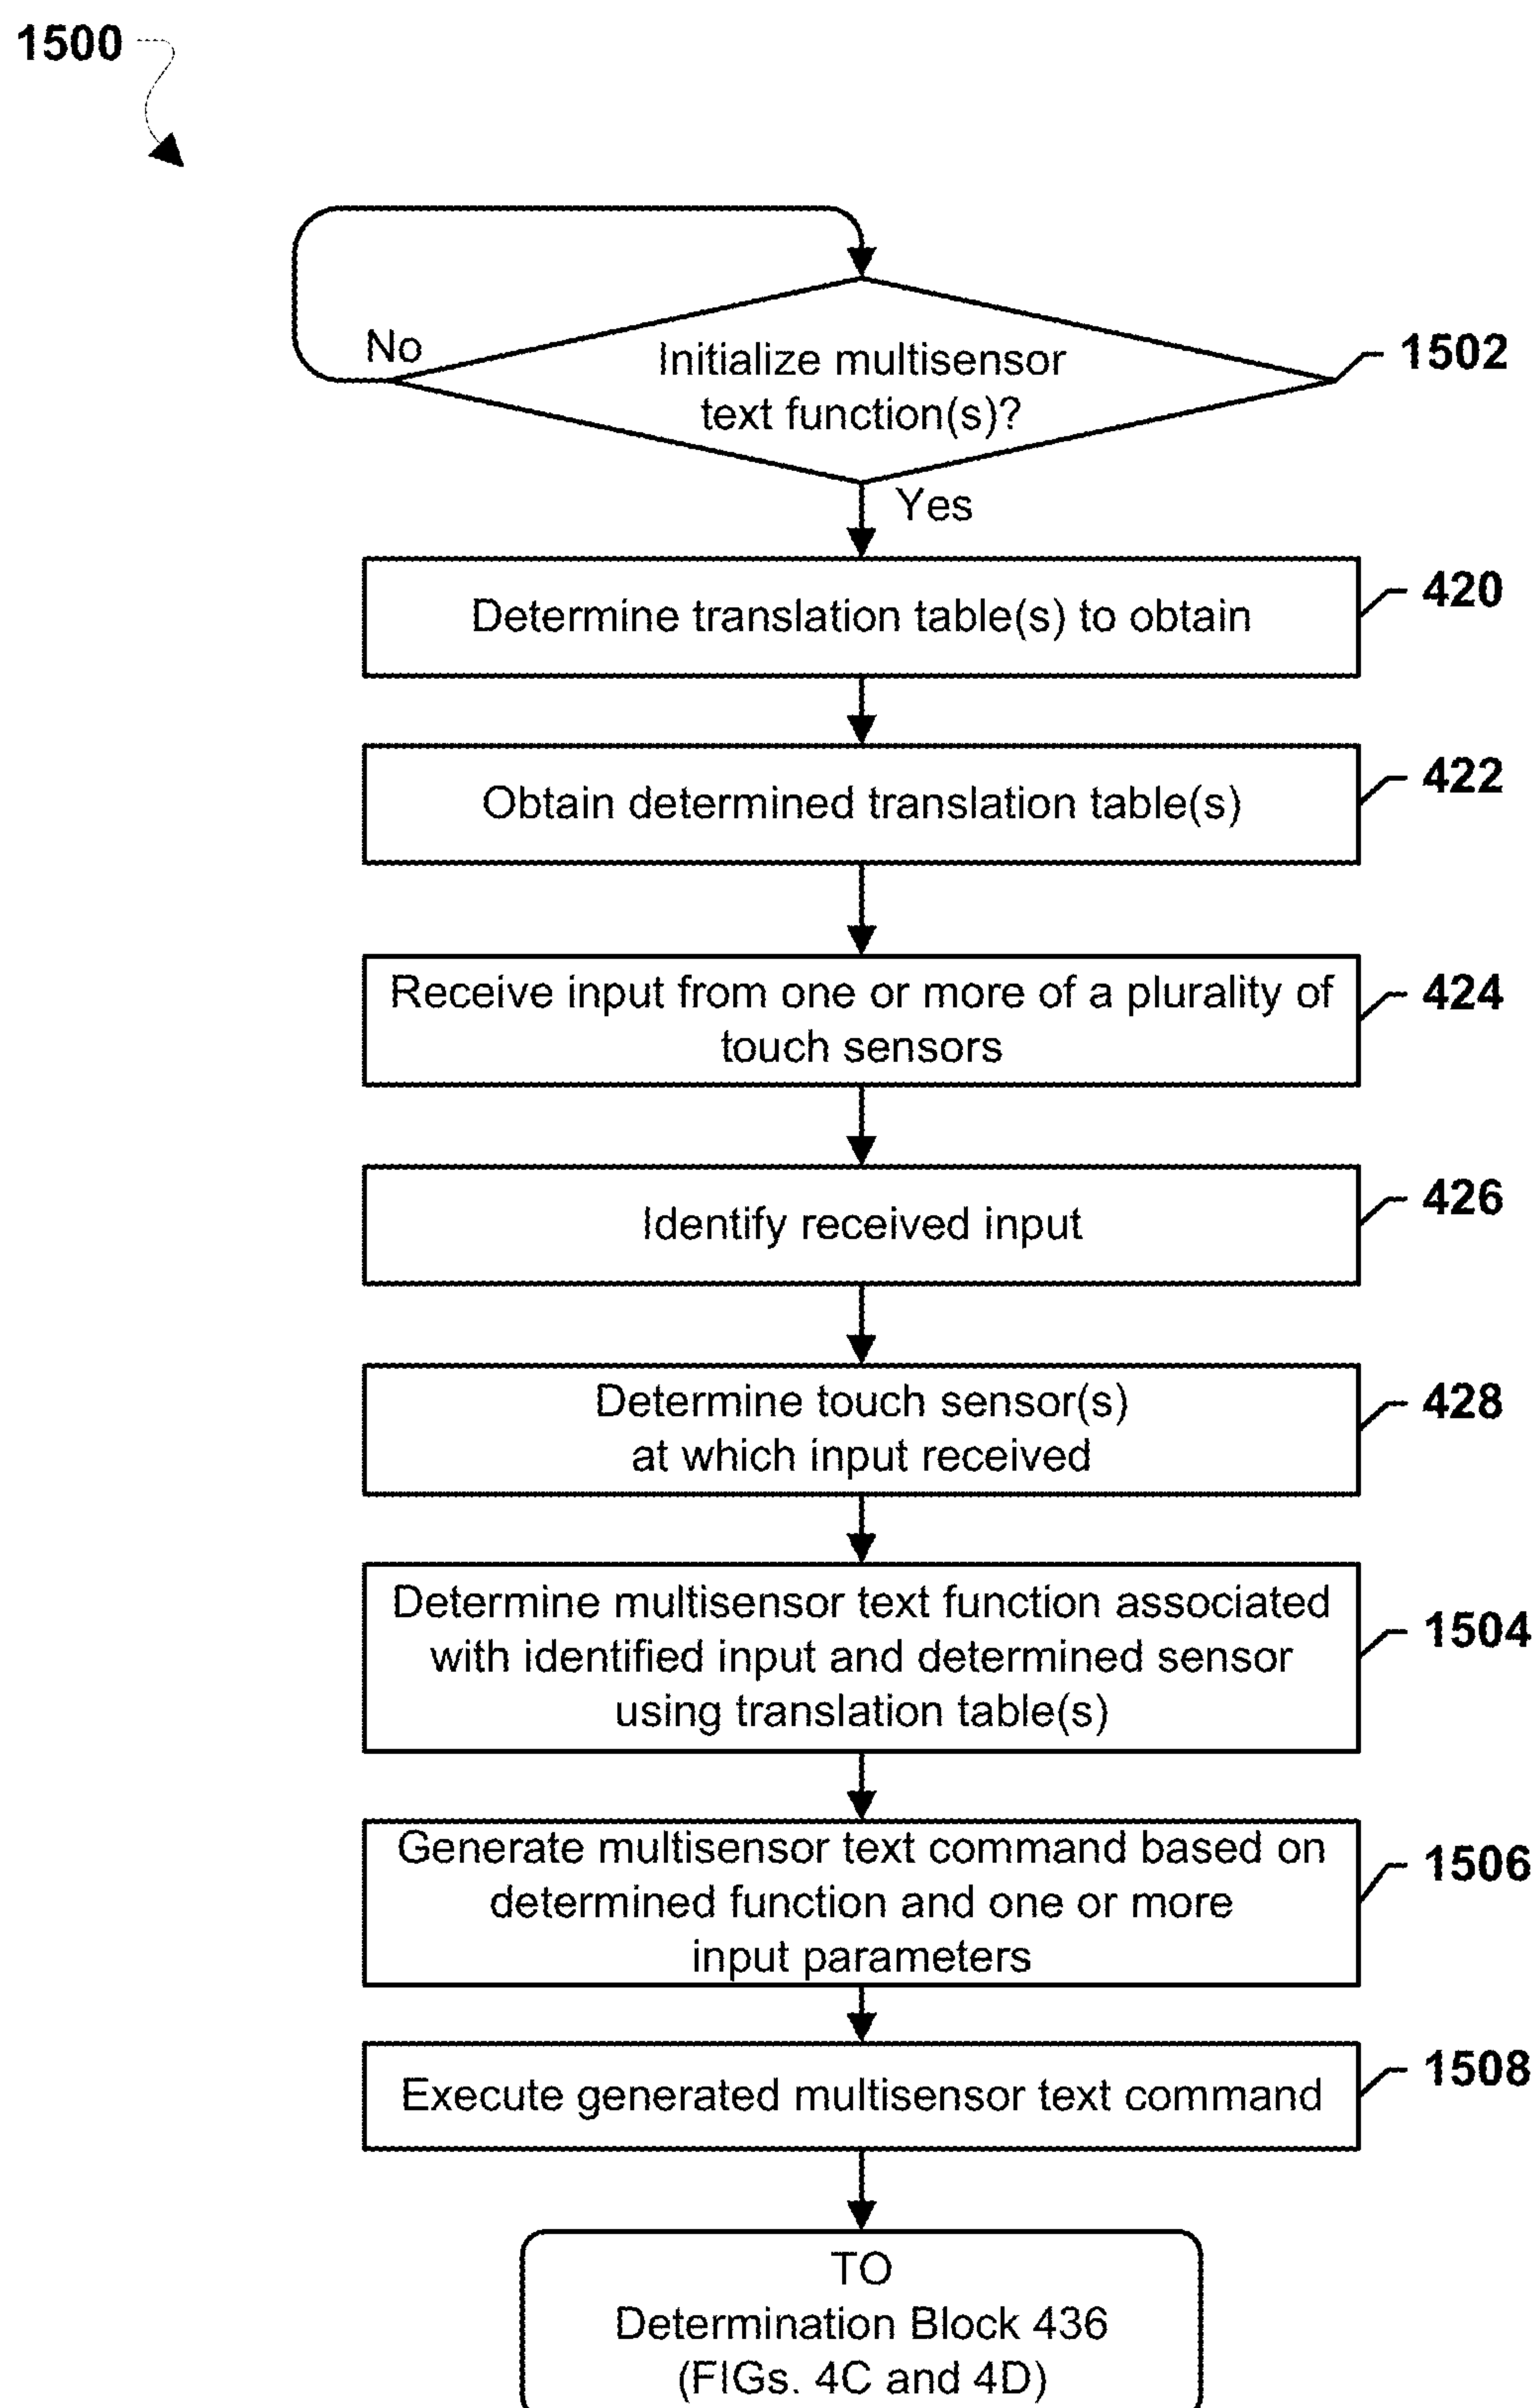 1500
No
Initialize multisensor
text function(s)?
1502
Yes
Determine translation table(s) to obtain
420
Obtain determined translation table(s)
422
Receive input from one or more of a plurality of
touch sensors
424
Identify received input
426
Determine touch sensor(s)
at which input received
428
Determine multisensor text function associated
with identified input and determined sensor
using translation table(s)
1504
Generate multisensor text command based on
determined function and one or more
input parameters
1506
Execute generated multisensor text command
1508
TO
Determination Block 436
(FIGs. 4C and 4D)